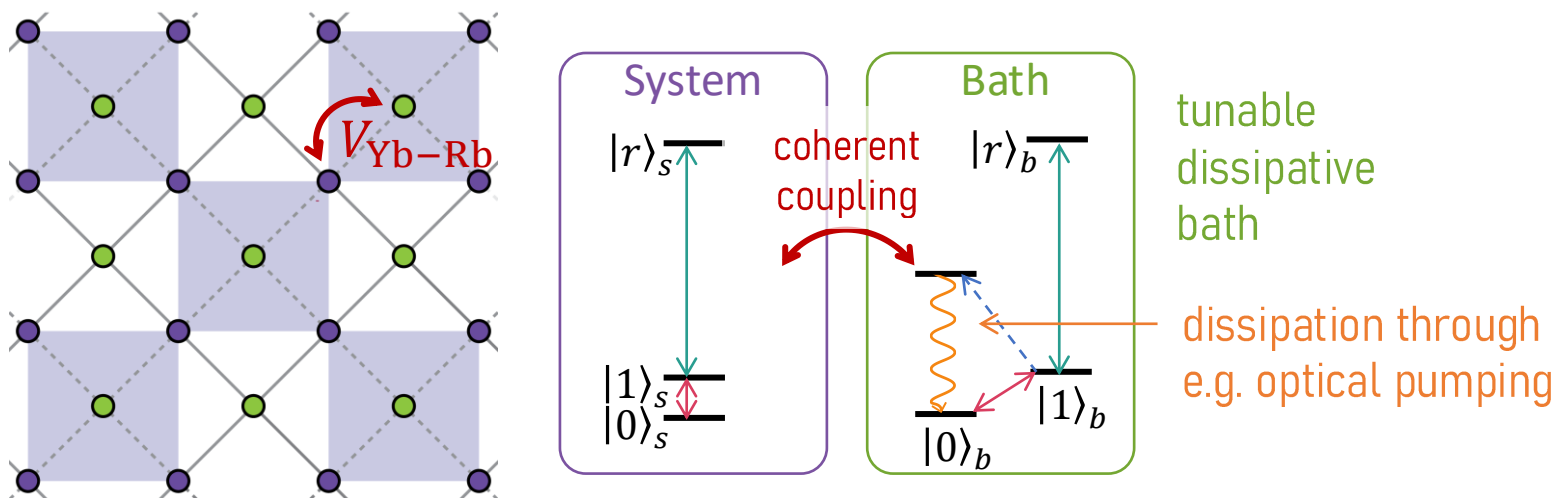 V_Yb−Rb
System
|r⟩_s
|1⟩_s
|0⟩_s
coherent
coupling
Bath
|r⟩_b
|1⟩_b
|0⟩_b
tunable
dissipative
bath
dissipation through
e.g. optical pumping